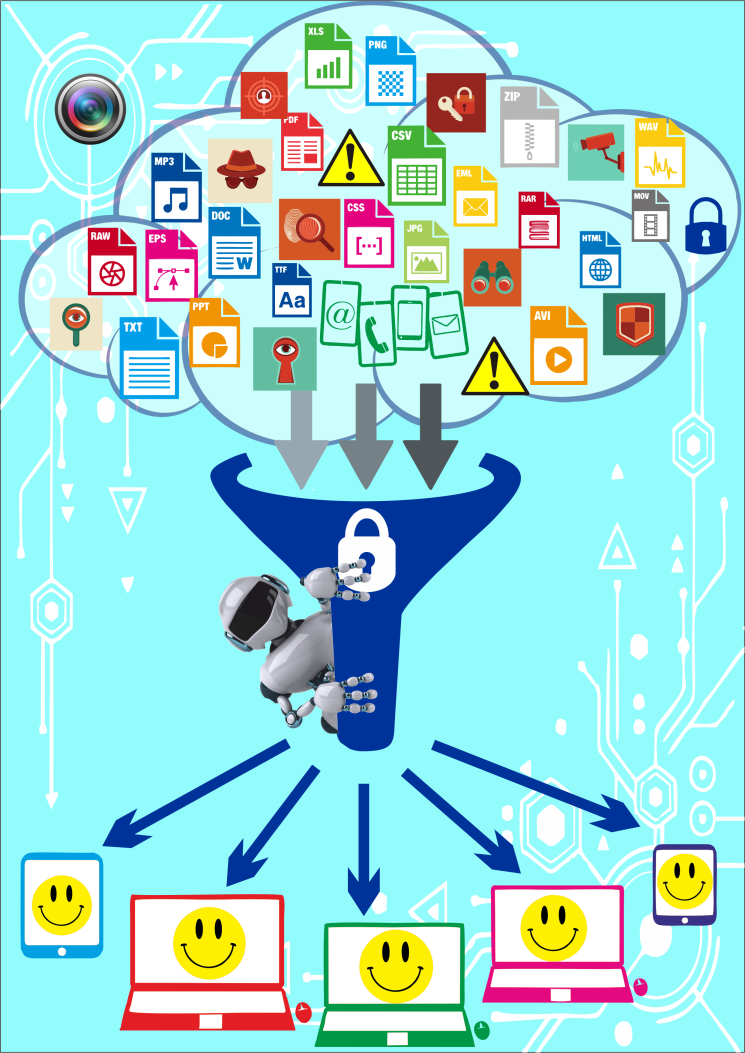 XLS
PNG
PDF
CSV
ZIP
WAV
MP3
EML
RAR
MOV
DOC
W
CSS
[...]
JPG
HTML
RAW
EPS
TTF
Aa
@
TXT
PPT
AVI